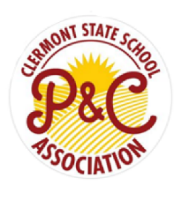 CLERMONT STATE SCHOOL
P&C
ASSOCIATION